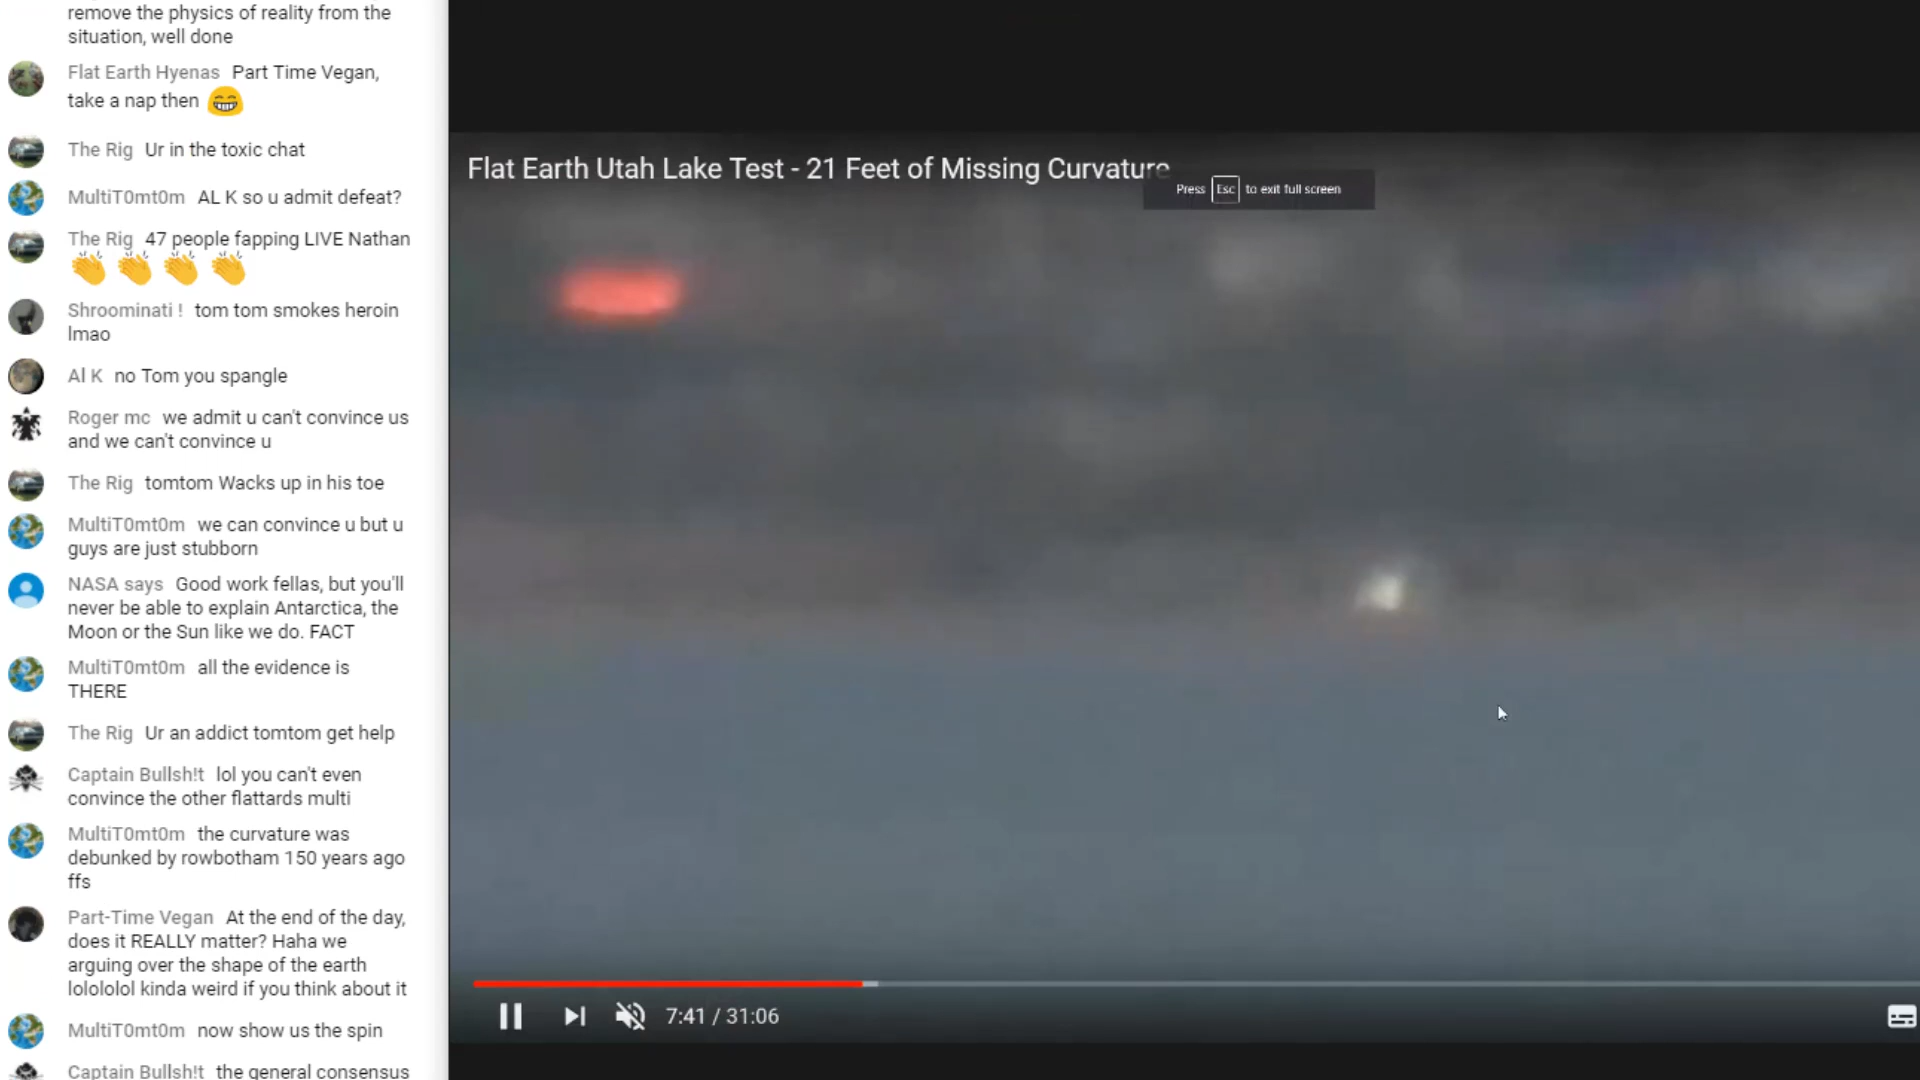 remove the physics of reality from the
situation, well done
Flat Earth Hyenas Part Time Vegan,
take a nap then
The Rig Ur in the toxic chat
MultiT0mt0m AL K so u admit defeat?
The Rig 47 people fapping LIVE Nathan
Shroominati ! tom tom smokes heroin
lmao
Al K no Tom you spangle
Roger mc we admit u can't convince us
and we can't convince u
The Rig tomtom Wacks up in his toe
MultiT0mt0m we can convince u but u
guys are just stubborn
NASA says Good work fellas, but you'll
never be able to explain Antarctica, the
Moon or the Sun like we do. FACT
MultiT0mt0m all the evidence is
THERE
The Rig Ur an addict tomtom get help
Captain Bullsh!t lol you can't even
convince the other flattards multi
MultiT0mt0m the curvature was
debunked by rowbotham 150 years ago
ffs
Part-Time Vegan At the end of the day,
does it REALLY matter? Haha we
arguing over the shape of the earth
lolololol kinda weird if you think about it
MultiT0mt0m now show us the spin
Captain Bullsh!t the general consensus
Flat Earth Utah Lake Test - 21 Feet of Missing Curvature
Press Esc to exit full screen
7:41 / 31:06